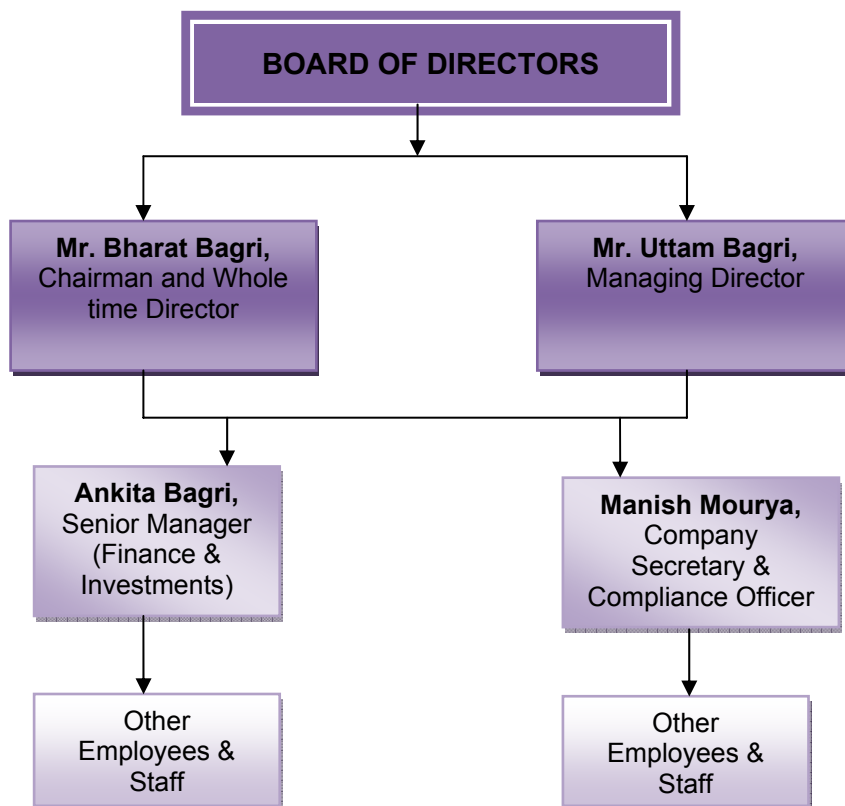 BOARD OF DIRECTORS
Mr. Bharat Bagri,
Chairman and Whole
time Director
Mr. Uttam Bagri,
Managing Director
Ankita Bagri,
Senior Manager
(Finance &
Investments)
Manish Mourya,
Company
Secretary &
Compliance Officer
Other
Employees &
Staff
Other
Employees &
Staff